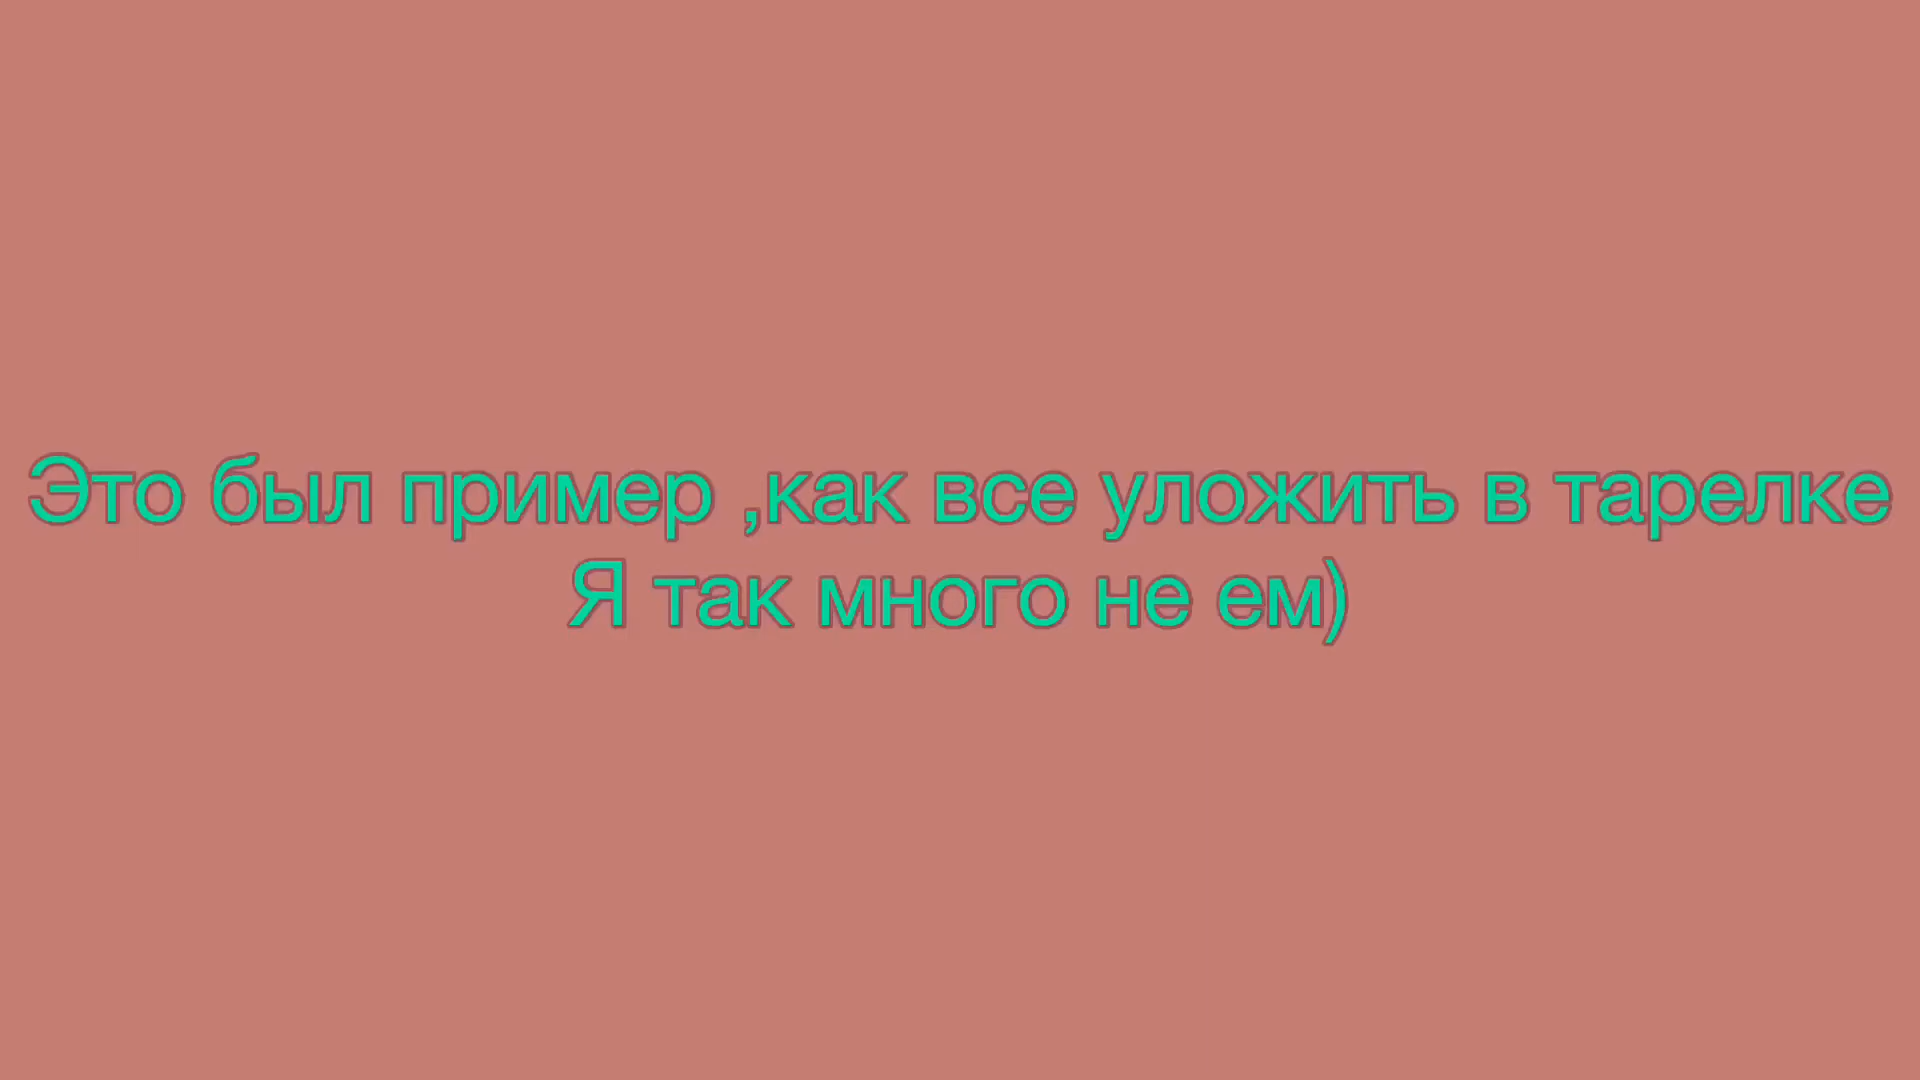 Это был пример ,как все уложить в тарелке
Я так много не ем)